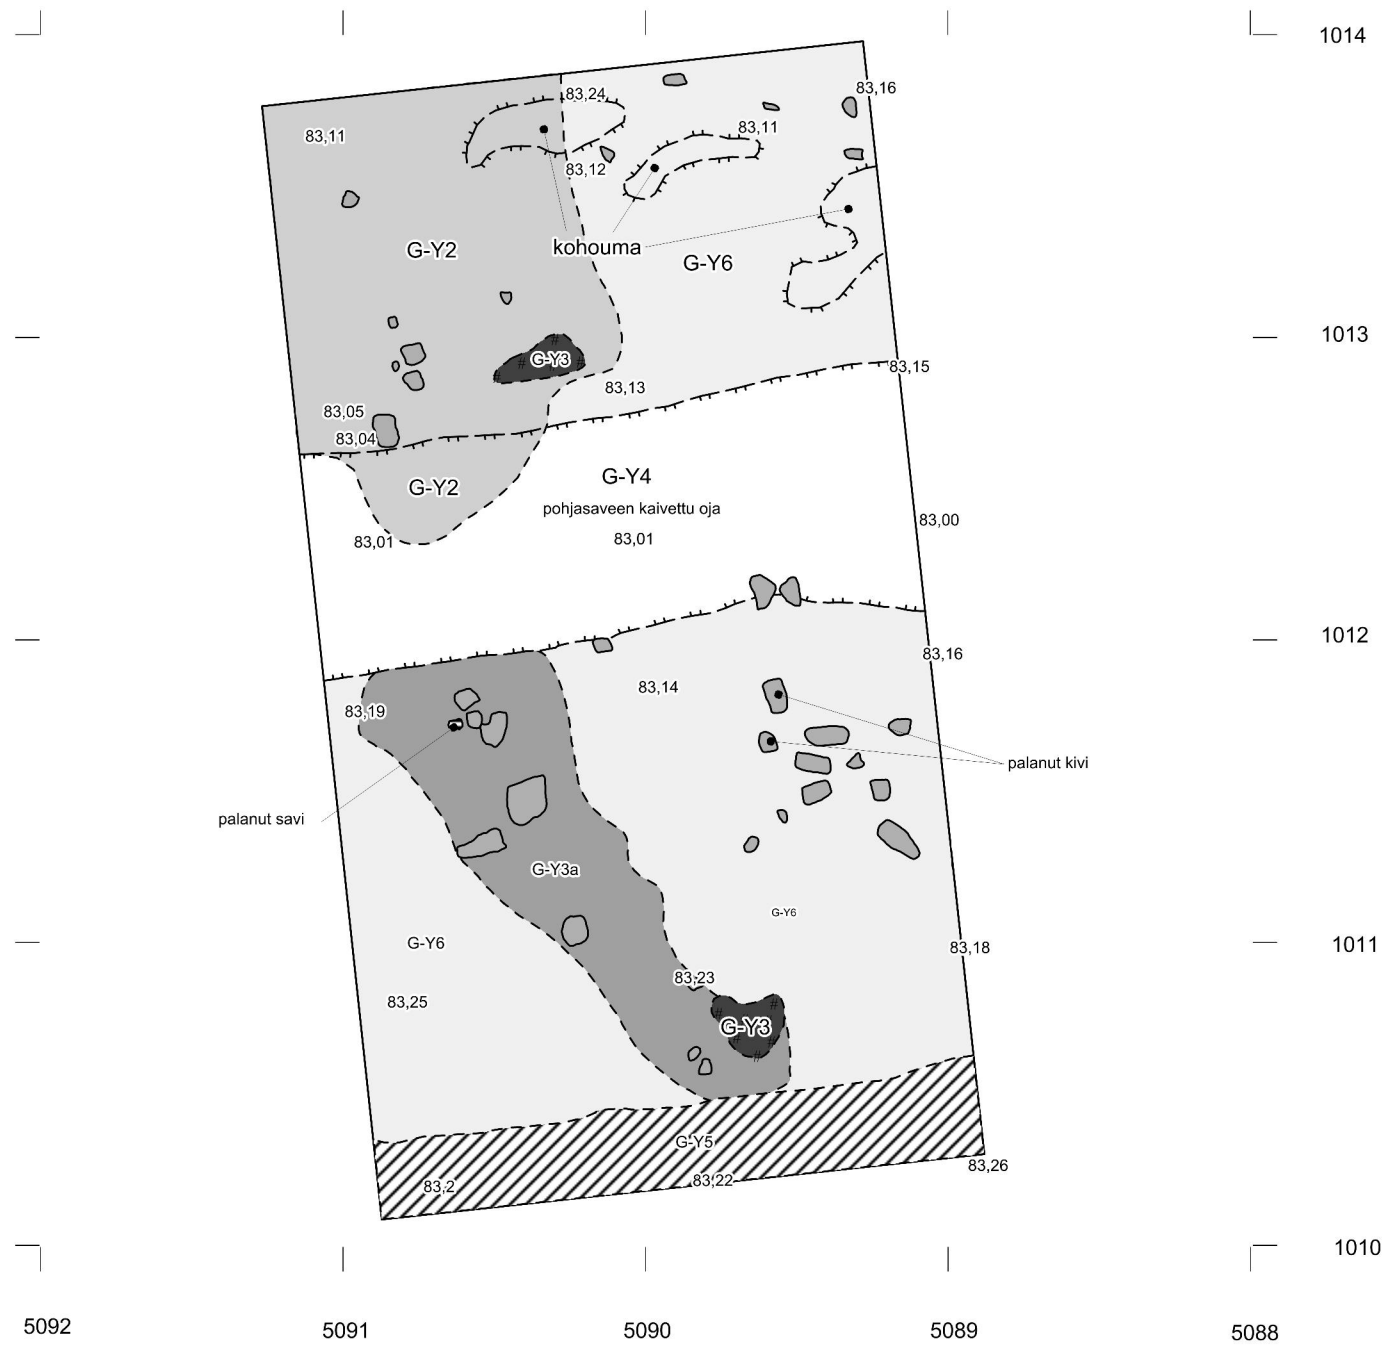 1014
83,16
83,24
83,11
83,11
83,12
G-Y2
kohouma
G-Y6
1013
G-Y3
83,15
83,13
83,05
83,04
G-Y4
G-Y2
pohjasaveen kaivettu oja
83,00
83,01
83,01
1012
83,16
83,14
83,19
palanut kivi
palanut savi
G-Y3a
G-Y6
G-Y6
1011
83,18
83,23
83,25
G-Y3
G-Y5
83,26
83,22
83,2
1010
5092
5091
5090
5089
5088